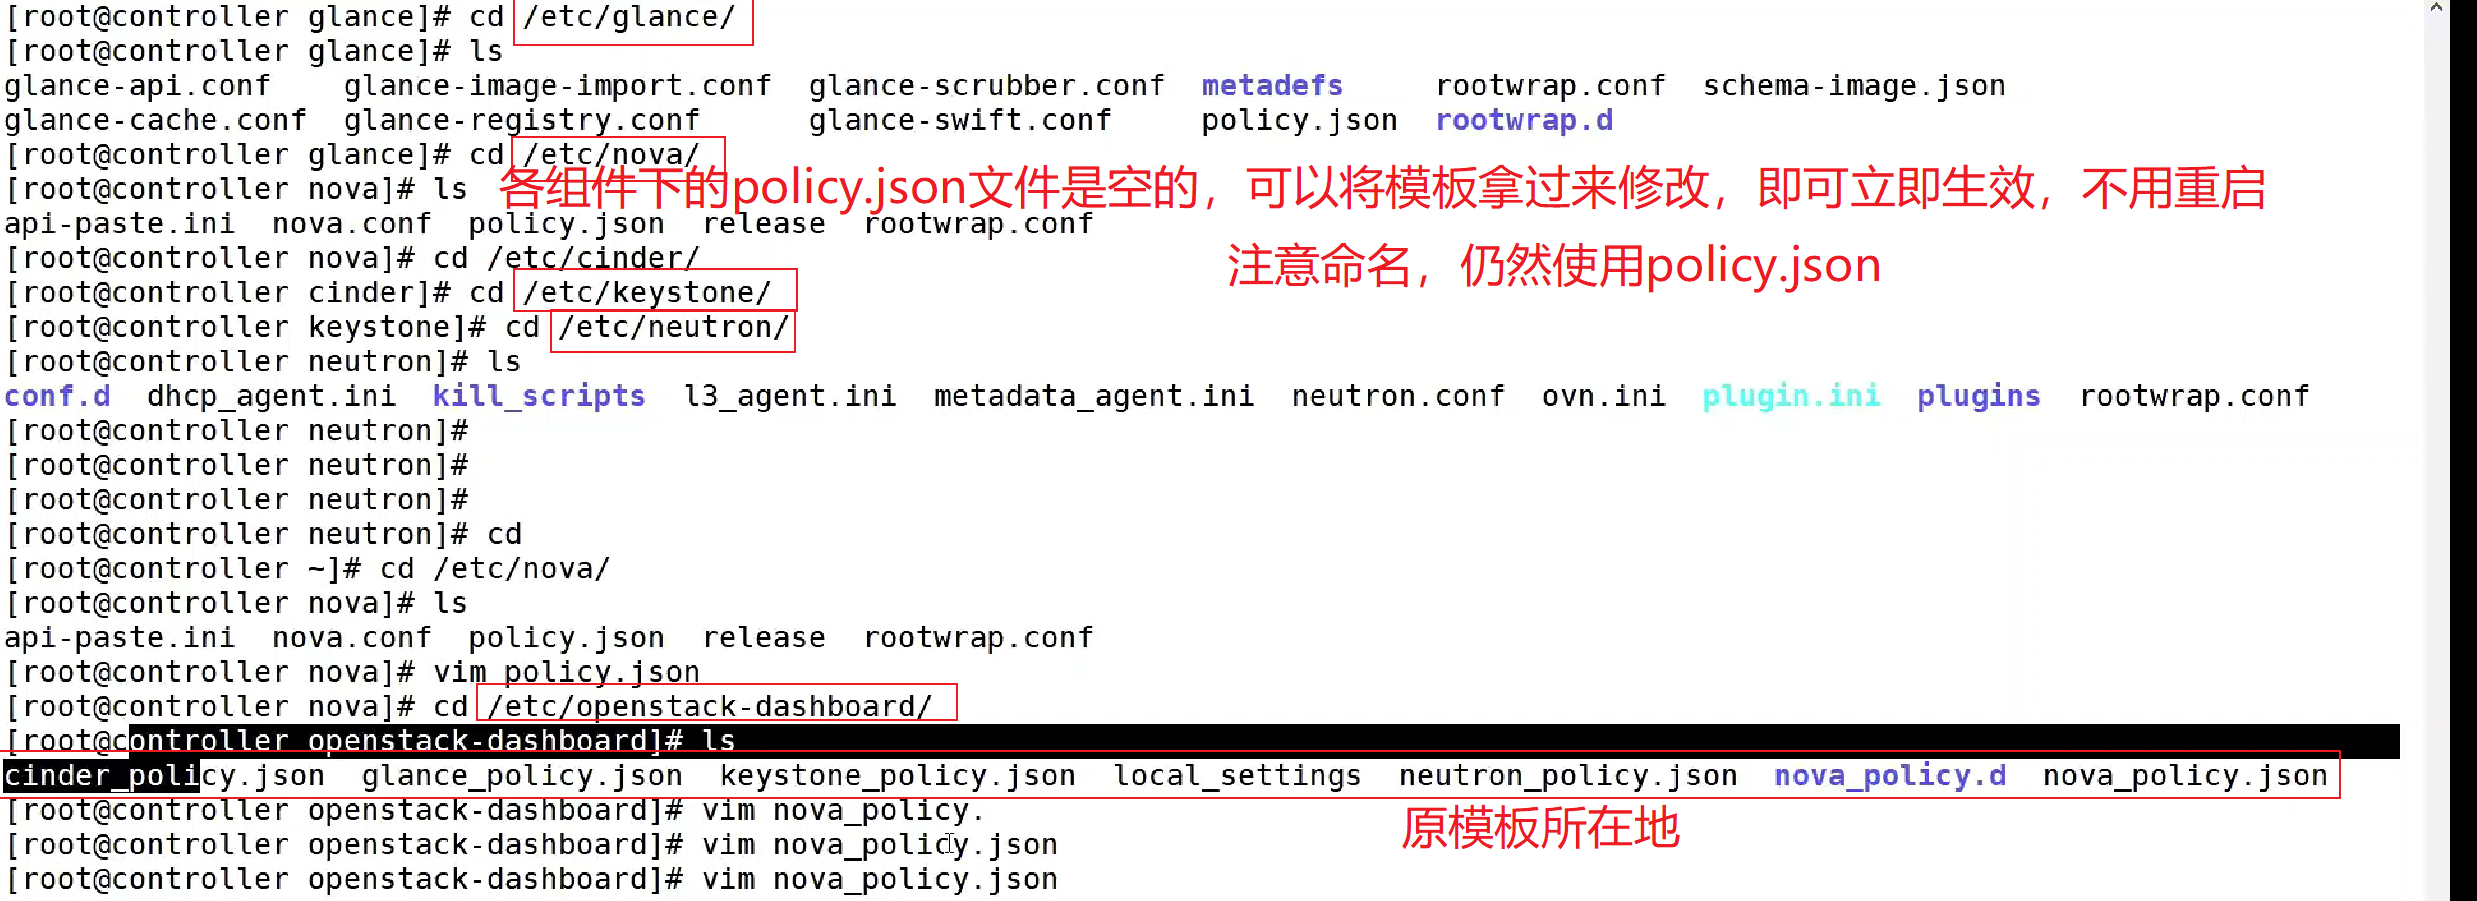 [root@controller glance]# cd /etc/glance/
[root@controller glance]# ls
glance-api.conf    glance-image-import.conf  glance-scrubber.conf  metadefs     rootwrap.conf  schema-image.json
glance-cache.conf  glance-registry.conf      glance-swift.conf     policy.json  rootwrap.d
[root@controller glance]# cd /etc/nova/
[root@controller nova]# ls
各组件下的policy.json文件是空的，可以将模板拿过来修改，即可立即生效，不用重启
api-paste.ini  nova.conf  policy.json  release  rootwrap.conf
[root@controller nova]# cd /etc/cinder/
注意命名，仍然使用policy.json
[root@controller cinder]# cd /etc/keystone/
[root@controller keystone]# cd /etc/neutron/
[root@controller neutron]# ls
conf.d  dhcp_agent.ini  kill_scripts  l3_agent.ini  metadata_agent.ini  neutron.conf  ovn.ini  plugin.ini  plugins  rootwrap.conf
[root@controller neutron]#
[root@controller neutron]#
[root@controller neutron]#
[root@controller neutron]# cd
[root@controller ~]# cd /etc/nova/
[root@controller nova]# ls
api-paste.ini  nova.conf  policy.json  release  rootwrap.conf
[root@controller nova]# vim policy.json
[root@controller nova]# cd /etc/openstack-dashboard/
[root@controller openstack-dashboard]# ls
cinder_policy.json  glance_policy.json  keystone_policy.json  local_settings  neutron_policy.json  nova_policy.d  nova_policy.json
[root@controller openstack-dashboard]# vim nova_policy.
原模板所在地
[root@controller openstack-dashboard]# vim nova_policy.json
[root@controller openstack-dashboard]# vim nova_policy.json